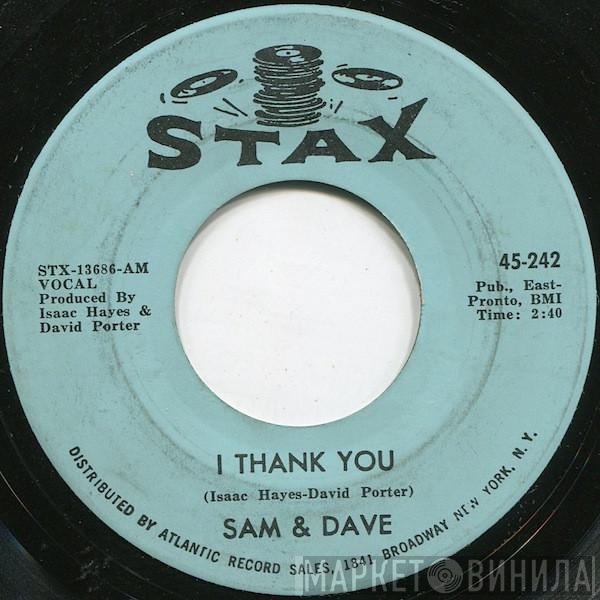 STAX
STX-13686-AM
VOCAL
Produced By
Isaac Hayes &
David Porter
45-242
Pub., East-
Pronto, BMI
Time: 2:40
I THANK YOU
(Isaac Hayes-David Porter)
SAM & DAVE
DISTRIBUTED BY ATLANTIC RECORD SALES, 1841 BROADWAY NEW YORK, N.Y.
МАРКЕТ ВИНИЛА